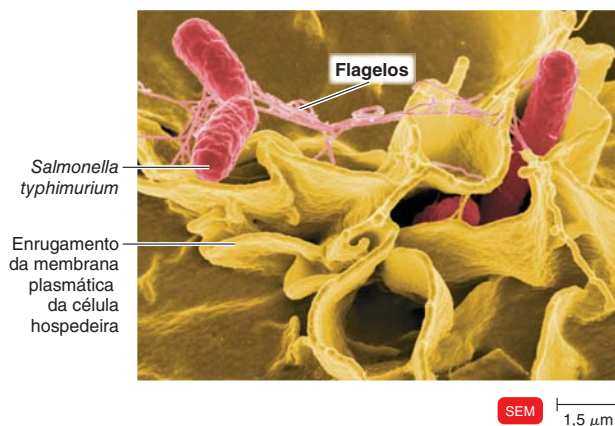 Flagelos
Salmonella
typhimurium
Enrugamento
da membrana
plasmática
da célula
hospedeira
SEM
1,5 μm